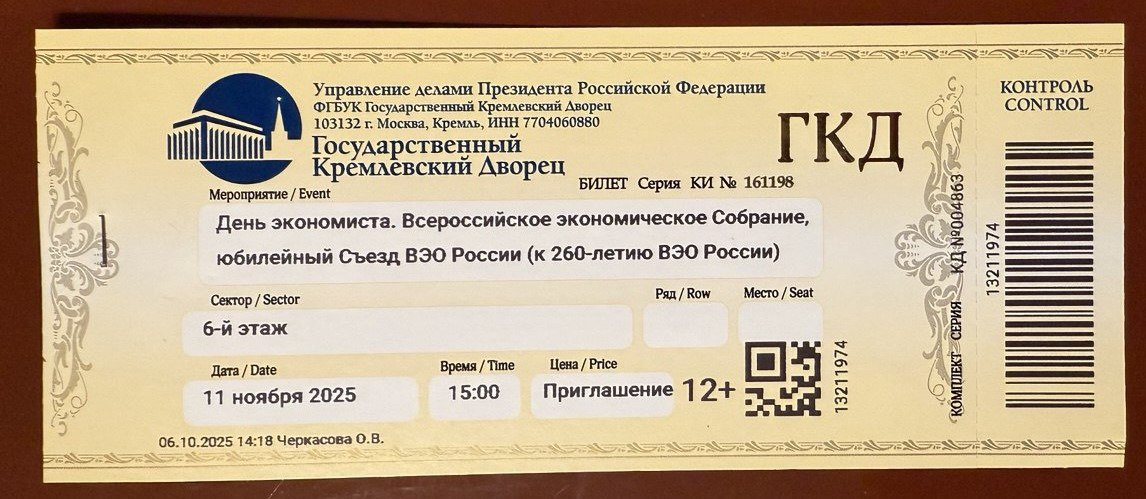 Управление делами Президента Российской Федерации
ФГБУК Государственный Кремлевский Дворец
103132 г. Москва, Кремль, ИНН 7704060880
Государственный
Кремлевский Дворец
ГКД
БИЛЕТ Серия КИ № 161198
Мероприятие / Event
День экономиста. Всероссийское экономическое Собрание,
юбилейный Съезд ВЭО России (к 260-летию ВЭО России)
Сектор / Sector
Ряд / Row
Место / Seat
6-й этаж
Дата / Date
Время / Time
Цена / Price
11 ноября 2025
15:00
Приглашение
12+
13211974
06.10.2025 14:18 Черкасова О.В.
КОМПЛЕКТ СЕРИЯ КД №004863
КОНТРОЛЬ
CONTROL
13211974